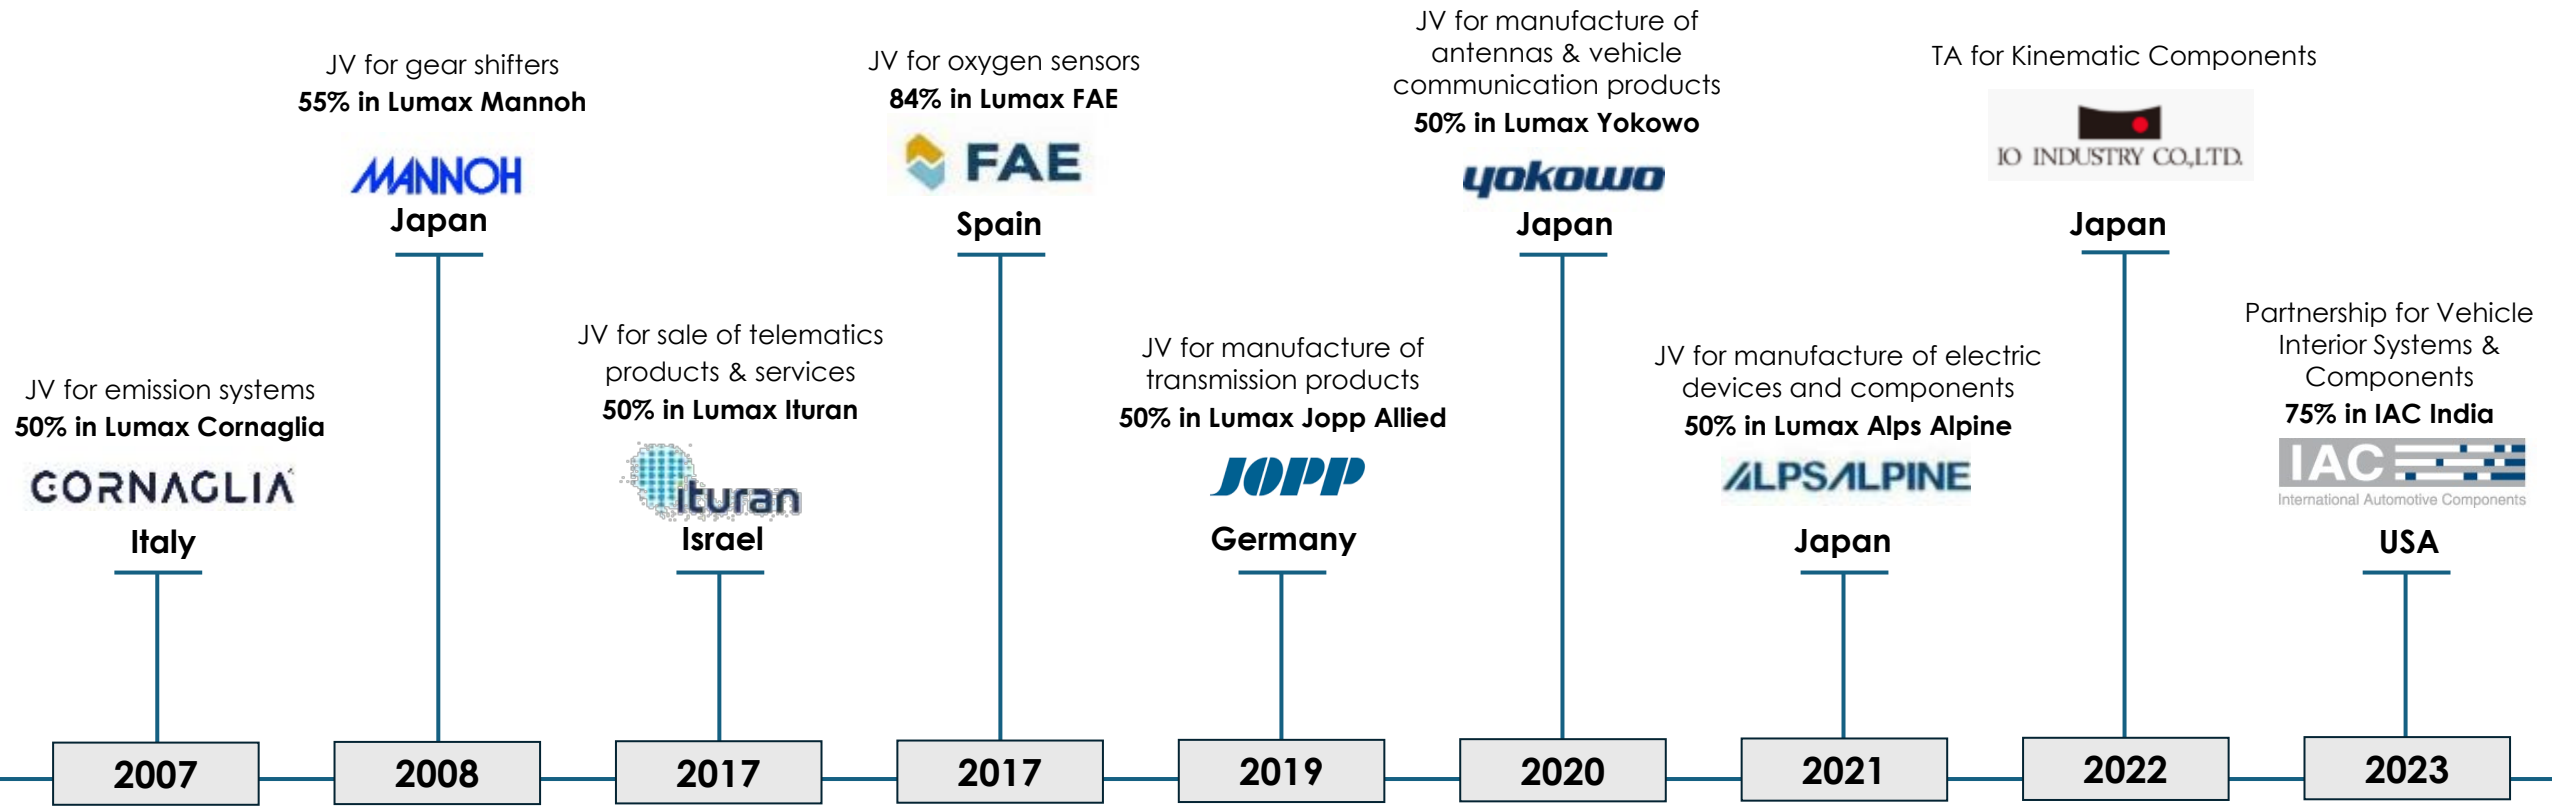 JV for emission systems
50% in Lumax Cornaglia
CORNAGLIA
Italy
2007
JV for gear shifters
55% in Lumax Mannoh
MANNOH
Japan
2008
JV for sale of telematics
products & services
50% in Lumax Ituran
ituran
Israel
2017
JV for oxygen sensors
84% in Lumax FAE
FAE
Spain
2017
JV for manufacture of
transmission products
50% in Lumax Jopp Allied
JOPP
Germany
2019
JV for manufacture of
antennas & vehicle
communication products
50% in Lumax Yokowo
yokowo
Japan
2020
JV for manufacture of electric
devices and components
50% in Lumax Alps Alpine
ALPSALPINE
Japan
2021
TA for Kinematic Components
IO INDUSTRY CO.,LTD.
Japan
2022
Partnership for Vehicle
Interior Systems &
Components
75% in IAC India
IAC
International Automotive Components
USA
2023